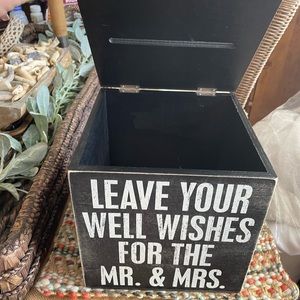 LEAVE YOUR
WELL WISHES
FOR THE
MR. & MRS.